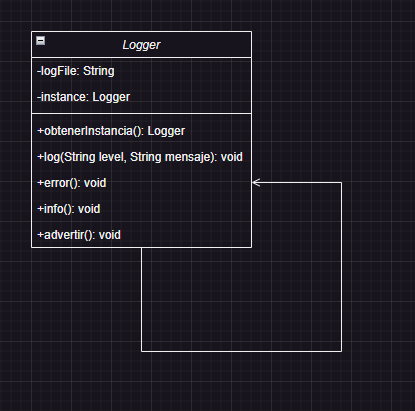 Logger
-logFile: String
-instance: Logger
+obtenerInstancia(): Logger
+log(String level, String mensaje): void
+error(): void
+info(): void
+advertir(): void